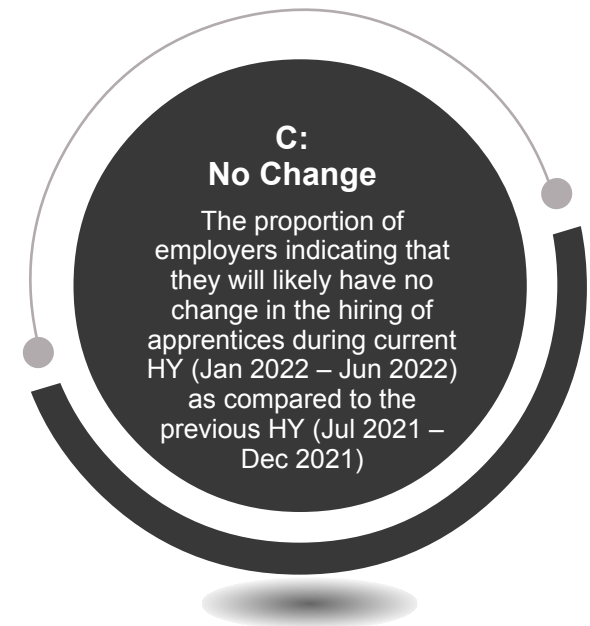 C:
No Change
The proportion of
employers indicating that
they will likely have no
change in the hiring of
apprentices during current
HY (Jan 2022 – Jun 2022)
as compared to the
previous HY (Jul 2021 –
Dec 2021)